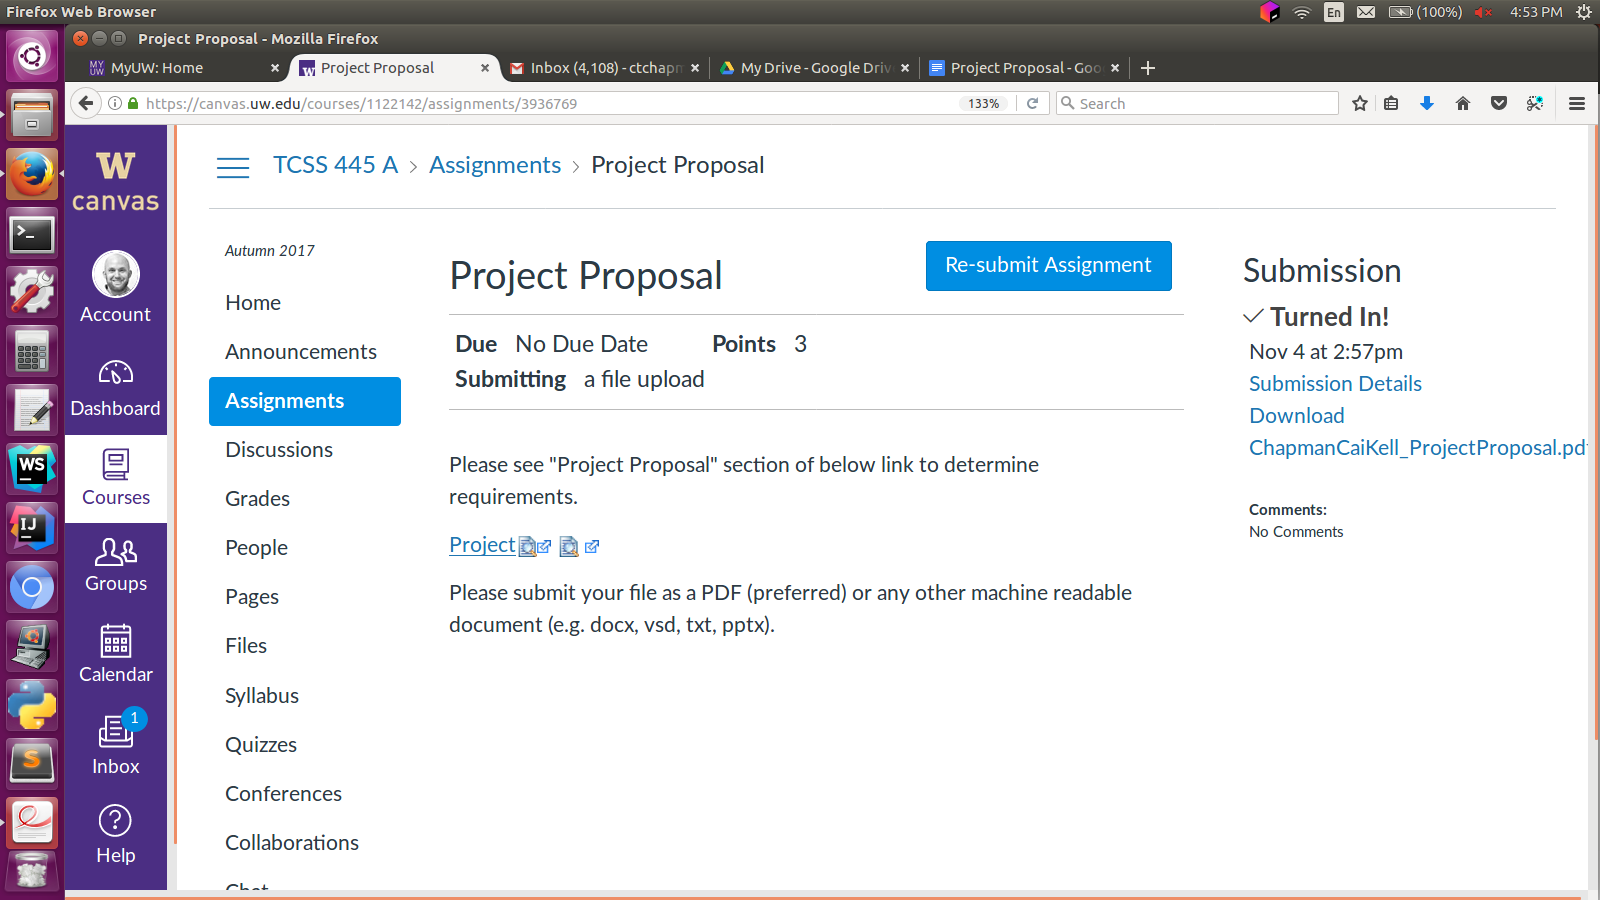 Firefox Web Browser
En
(100%)
4:53 PM
Project Proposal - Mozilla Firefox
MyUW: Home
Project Proposal
Inbox (4,108) - ctchapm
My Drive - Google Driv
Project Proposal - Goo
https://canvas.uw.edu/courses/1122142/assignments/3936769
133%
Search
W
canvas
Account
Dashboard
Courses
Groups
Calendar
1
Inbox
Help
TCSS 445 A > Assignments > Project Proposal
Autumn 2017
Home
Announcements
Assignments
Discussions
Grades
People
Pages
Files
Syllabus
Quizzes
Conferences
Collaborations
Chat
Project Proposal
Re-submit Assignment
Due No Due Date Points 3
Submitting a file upload
Please see "Project Proposal" section of below link to determine
requirements.
Project
Please submit your file as a PDF (preferred) or any other machine readable
document (e.g. docx, vsd, txt, pptx).
Submission
Turned In!
Nov 4 at 2:57pm
Submission Details
Download
ChapmanCaiKell_ProjectProposal.pdf
Comments:
No Comments
WS
IJ
S